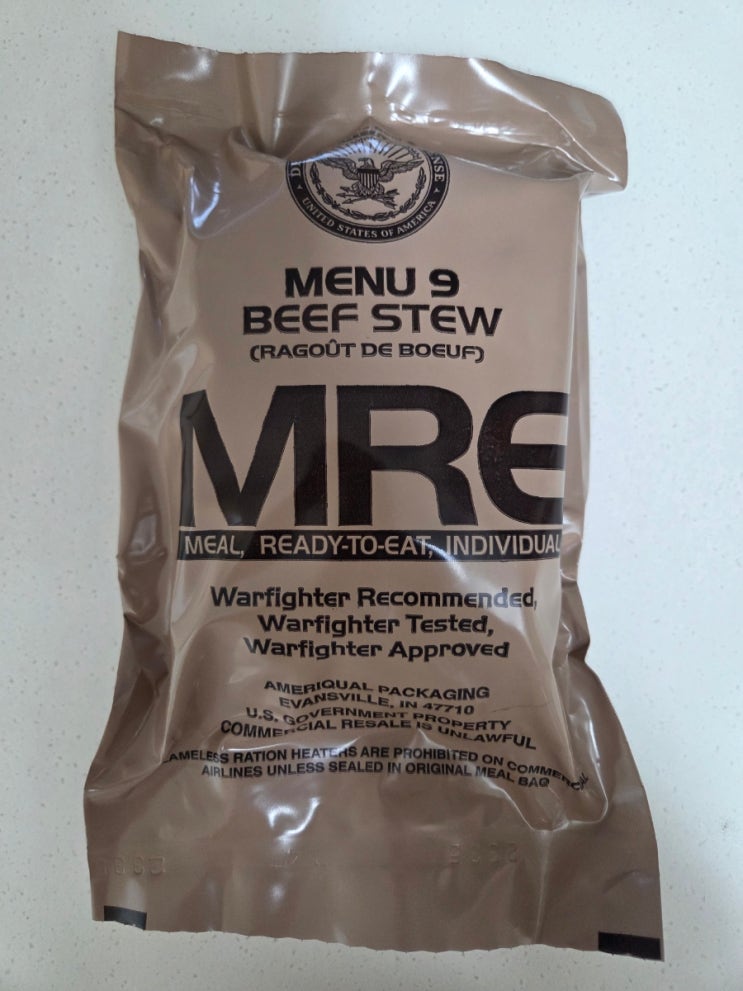 UNITED STATES OF AMERICA
MENU 9
BEEF STEW
(RAGOÛT DE BOEUF)
MRE
MEAL, READY-TO-EAT, INDIVIDUAL
Warfighter Recommended,
Warfighter Tested,
Warfighter Approved
AMERIQUAL PACKAGING
EVANSVILLE, IN 47710
U.S. GOVERNMENT PROPERTY
COMMERCIAL RESALE IS UNLAWFUL
RATION HEATERS ARE PROHIBITED ON COMMERCIAL
AIRLINES UNLESS SEALED IN ORIGINAL MEAL BAG